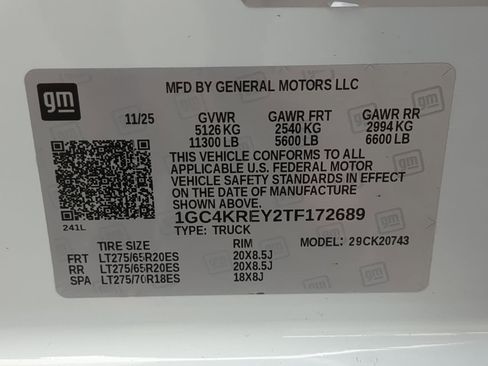 gm
MFD BY GENERAL MOTORS LLC
11/25 GVWR GAWR FRT GAWR RR
5126 KG 2540 KG 2994 KG
11300 LB 5600 LB 6600 LB
THIS VEHICLE CONFORMS TO ALL
APPLICABLE U.S. FEDERAL MOTOR
VEHICLE SAFETY STANDARDS IN EFFECT
ON THE DATE OF MANUFACTURE
SHOWN ABOVE.
1GC4KREY2TF172689
241L TYPE: TRUCK
TIRE SIZE RIM MODEL: 29CK20743
FRT LT275/65R20ES 20X8.5J
RR LT275/65R20ES 20X8.5J
SPA LT275/70R18ES 18X8J